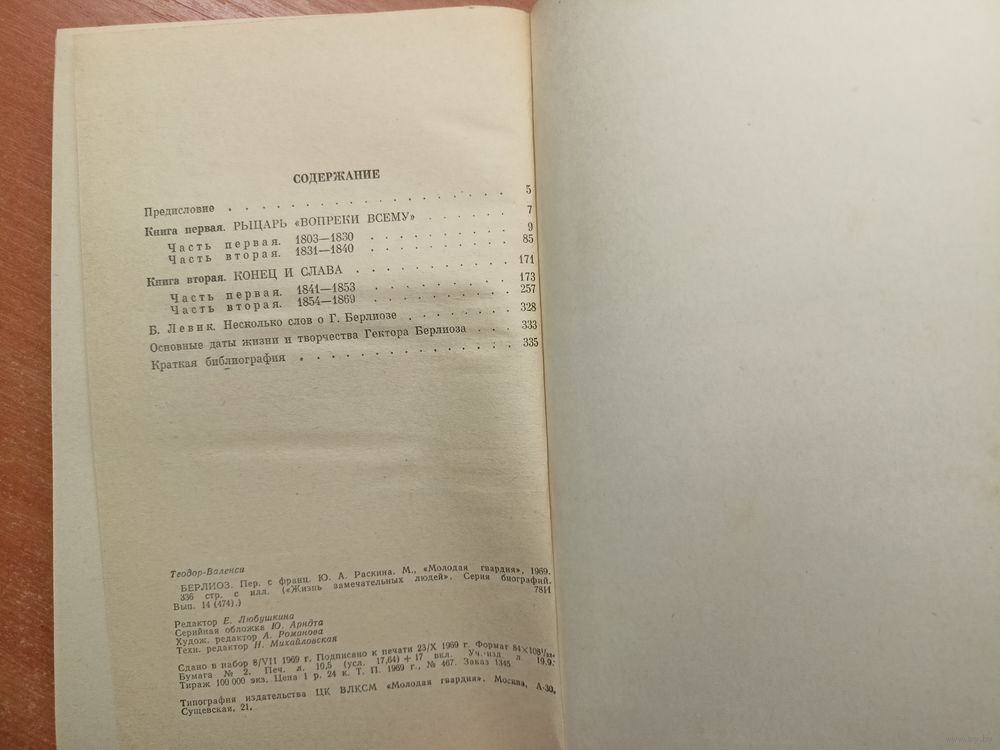 СОДЕРЖАНИЕ
Предисловие . . . . . . . . . . . . . . . . . . 5
Книга первая. РЫЦАРЬ «ВОПРЕКИ ВСЕМУ» . . . . . . 7
Часть первая. 1803—1830 . . . . . . . . . . 9
Часть вторая. 1831—1840 . . . . . . . . . . 85
Книга вторая. КОНЕЦ И СЛАВА . . . . . . . . . . 171
Часть первая. 1841—1853 . . . . . . . . . . 173
Часть вторая. 1854—1869 . . . . . . . . . . 257
Б. Левик. Несколько слов о Г. Берлиозе . . . . . . . 328
Основные даты жизни и творчества Гектора Берлиоза . . . 333
Краткая библиография . . . . . . . . . . . . . . 335
Теодор-Валенси
БЕРЛИОЗ. Пер. с франц. Ю. А. Раскина. М., «Молодая гвардия», 1969.
336 стр. с илл. («Жизнь замечательных людей». Серия биографий.
Вып. 14 (474).) 78И
Редактор Е. Любушкина
Серийная обложка Ю. Арндта
Худож. редактор А. Романова
Техн. редактор Н. Михайловская
Сдано в набор 8/VII 1969 г. Подписано к печати 23/X 1969 г. Формат 84×108¹/₃₂.
Бумага № 2. Печ. л. 10,5 (усл. 17,64) + 17 вкл. Уч.-изд. л. 19,9.
Тираж 100 000 экз. Цена 1 р. 24 к. Т. П. 1969 г., № 467. Заказ 1345.
Типография издательства ЦК ВЛКСМ «Молодая гвардия». Москва, А-30,
Сущевская, 21.